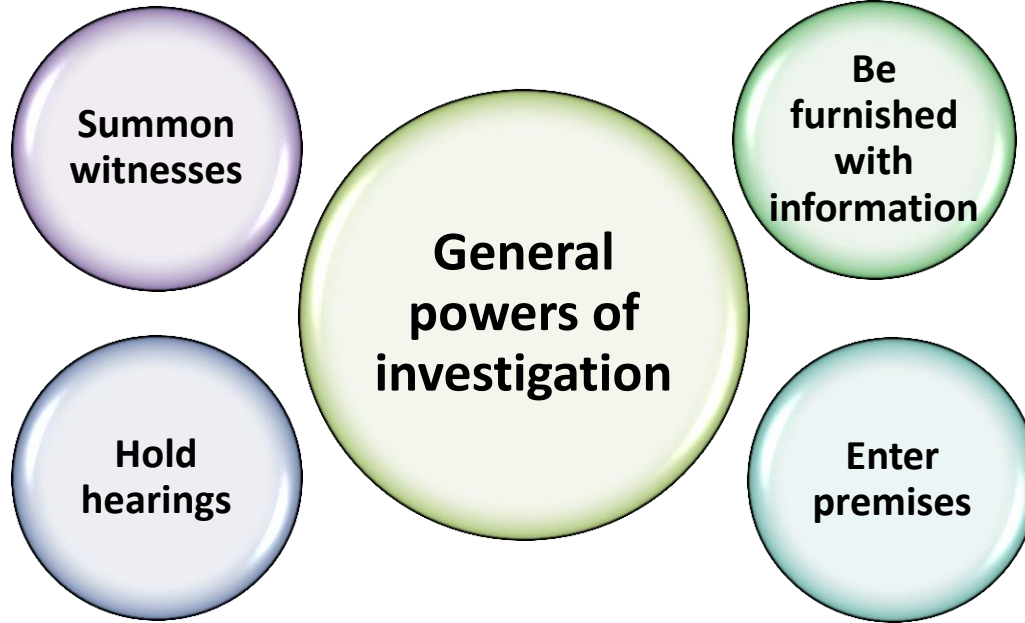 Summon
witnesses
Be
furnished
with
information
General
powers of
investigation
Hold
hearings
Enter
premises